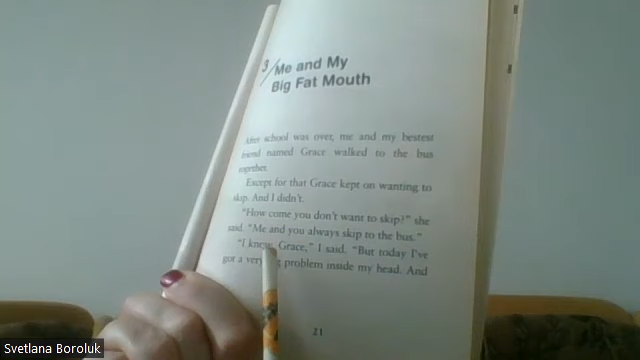 3/Me and My
Big Fat Mouth
After school was over, me and my bestest
friend named Grace walked to the bus
together.
Except for that Grace kept on wanting to
skip. And I didn't.
"How come you don't want to skip?" she
said. "Me and you always skip to the bus."
"I know, Grace," I said. "But today I've
got a very problem inside my head. And
21
Svetlana Boroluk